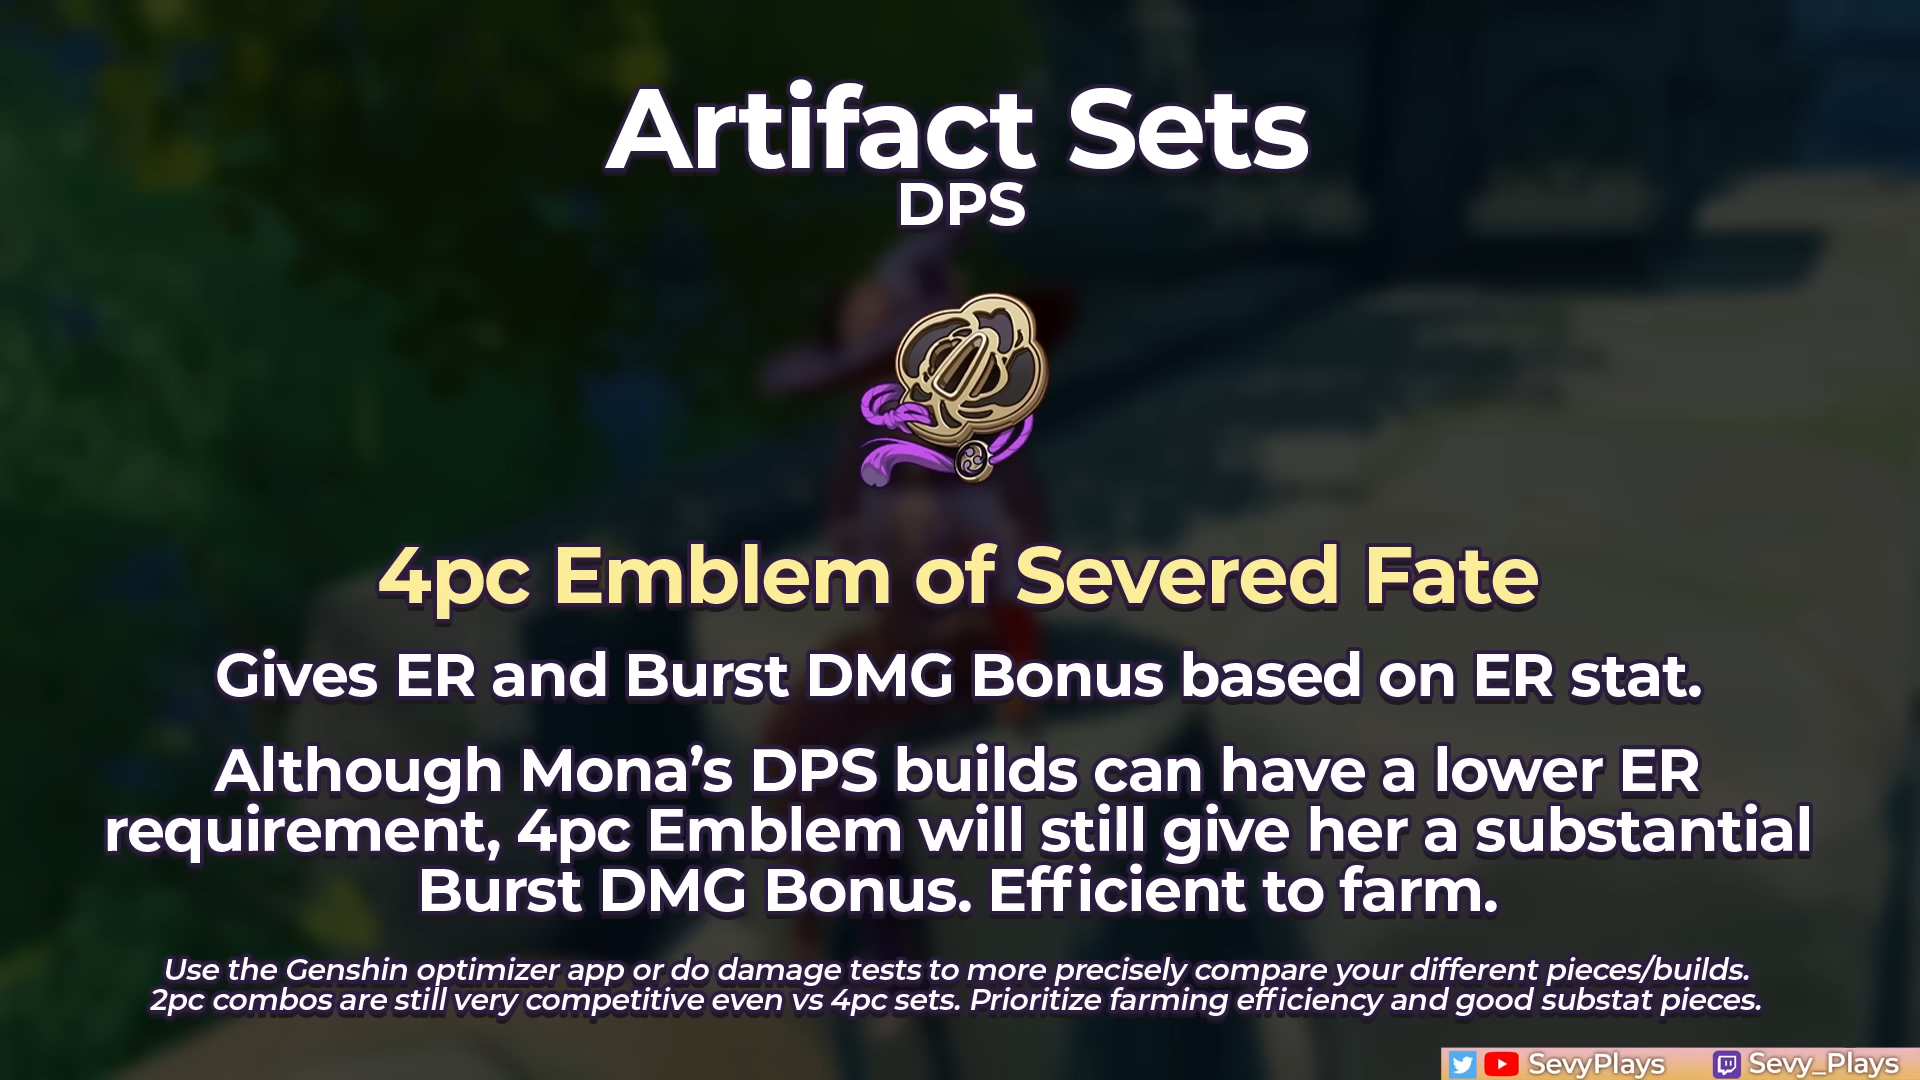 Artifact Sets
DPS
4pc Emblem of Severed Fate
Gives ER and Burst DMG Bonus based on ER stat.
Although Mona’s DPS builds can have a lower ER
requirement, 4pc Emblem will still give her a substantial
Burst DMG Bonus. Efficient to farm.
Use the Genshin optimizer app or do damage tests to more precisely compare your different pieces/builds.
2pc combos are still very competitive even vs 4pc sets. Prioritize farming efficiency and good substat pieces.
SevyPlays Sevy_Plays